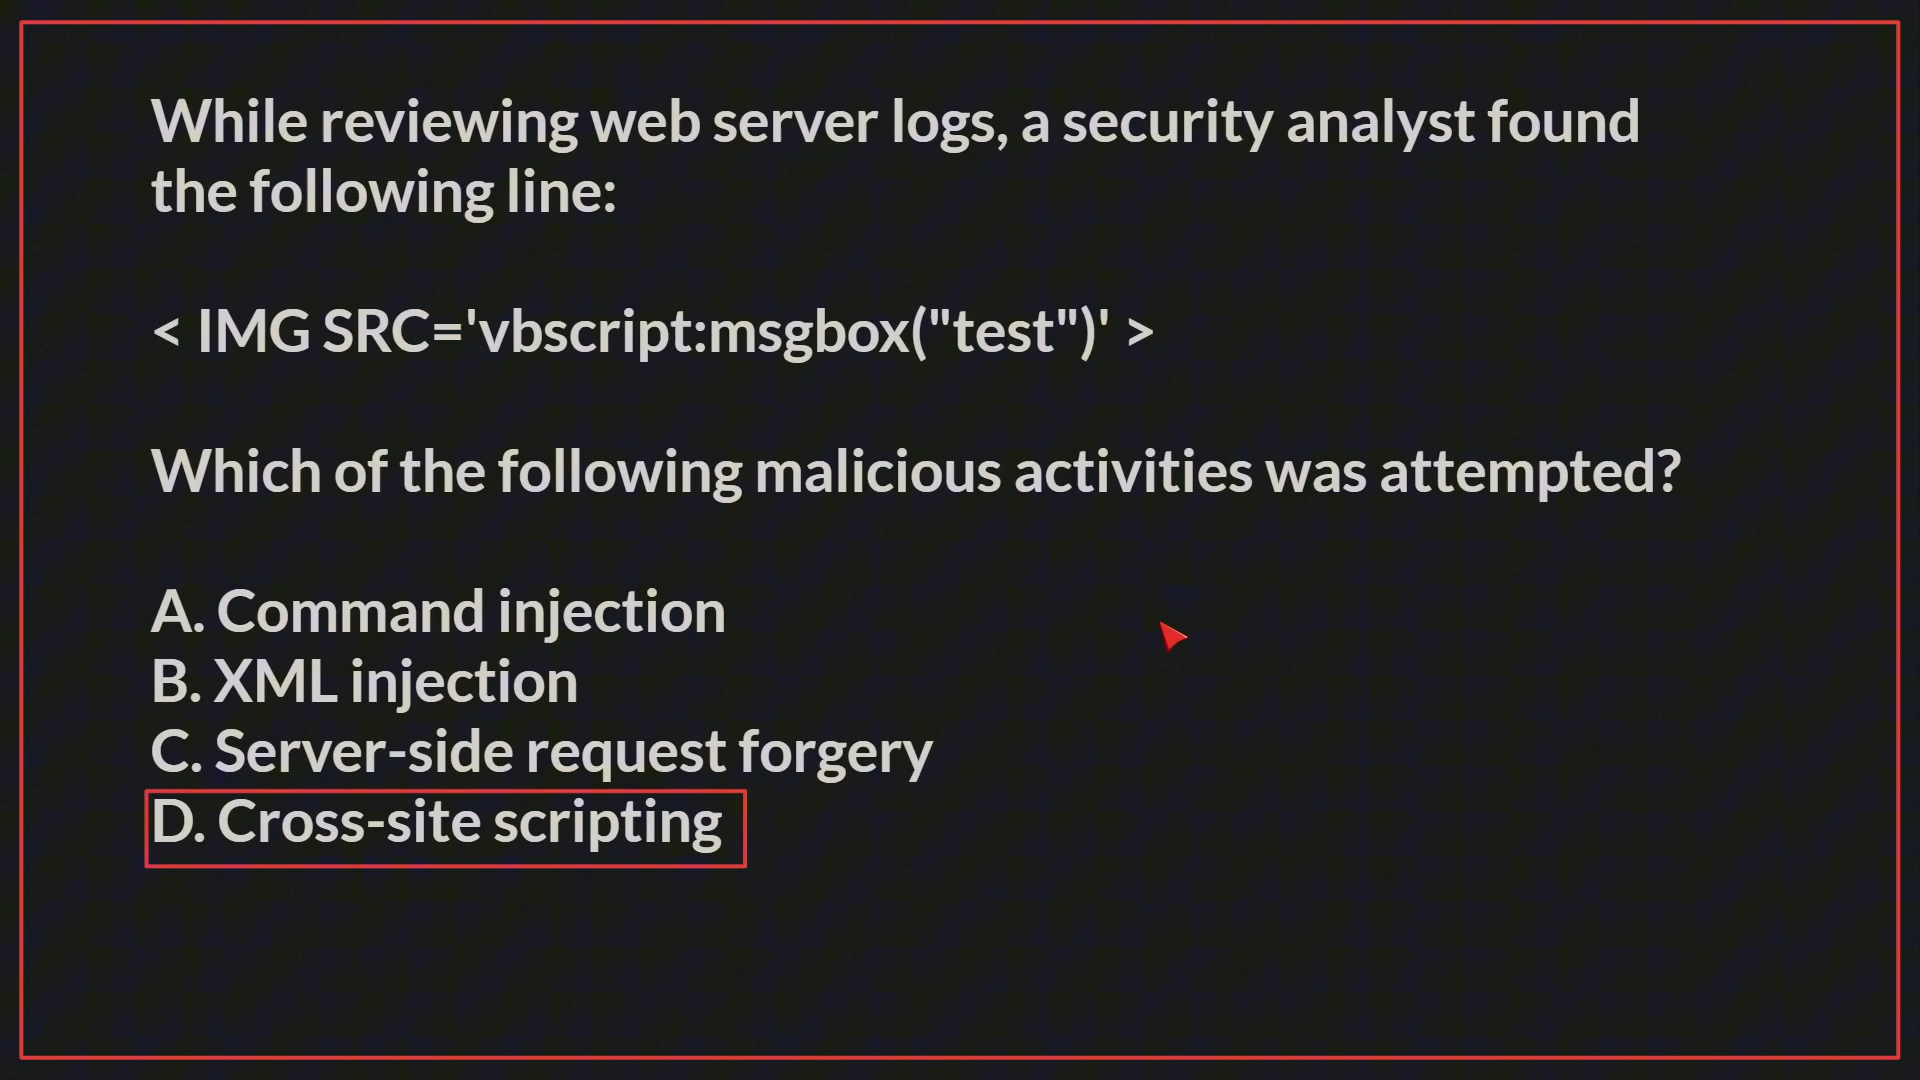 While reviewing web server logs, a security analyst found
the following line:
< IMG SRC='vbscript:msgbox("test")' >
Which of the following malicious activities was attempted?
A. Command injection
B. XML injection
C. Server-side request forgery
D. Cross-site scripting